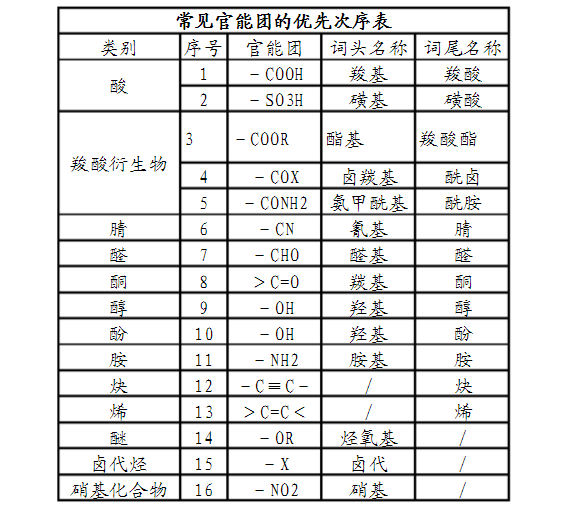 常见官能团的优先次序表
类别 序号 官能团 词头名称 词尾名称
酸 1 －COOH 羧基 羧酸
2 －SO3H 磺基 磺酸
羧酸衍生物 3 －COOR 酯基 羧酸酯
4 －COX 卤羰基 酰卤
5 －CONH2 氨甲酰基 酰胺
腈 6 －CN 氰基 腈
醛 7 －CHO 醛基 醛
酮 8 ＞C=O 羰基 酮
醇 9 －OH 羟基 醇
酚 10 －OH 羟基 酚
胺 11 －NH2 胺基 胺
炔 12 －C≡C－ / 炔
烯 13 ＞C=C＜ / 烯
醚 14 －OR 烃氧基 /
卤代烃 15 －X 卤代 /
硝基化合物 16 －NO2 硝基 /